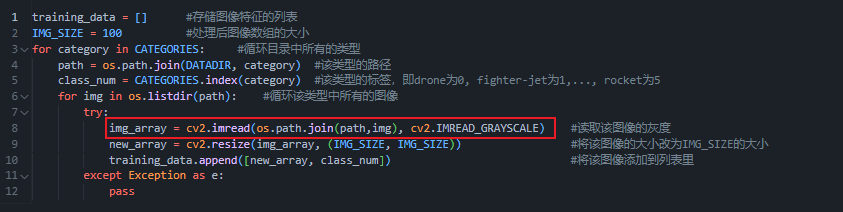 1 training_data = [] #存储图像特征的列表
2 IMG_SIZE = 100 #处理后图像数组的大小
3 for category in CATEGORIES: #循环目录中所有的类型
4 path = os.path.join(DATADIR, category) #该类型的路径
5 class_num = CATEGORIES.index(category) #该类型的标签, 即drone为0, fighter-jet为1,..., rocket为5
6 for img in os.listdir(path): #循环该类型中所有的图像
7 try:
8 img_array = cv2.imread(os.path.join(path,img), cv2.IMREAD_GRAYSCALE) #读取该图像的灰度
9 new_array = cv2.resize(img_array, (IMG_SIZE, IMG_SIZE)) #将该图像的大小改为IMG_SIZE的大小
10 training_data.append([new_array, class_num]) #将该图像添加到列表里
11 except Exception as e:
12 pass